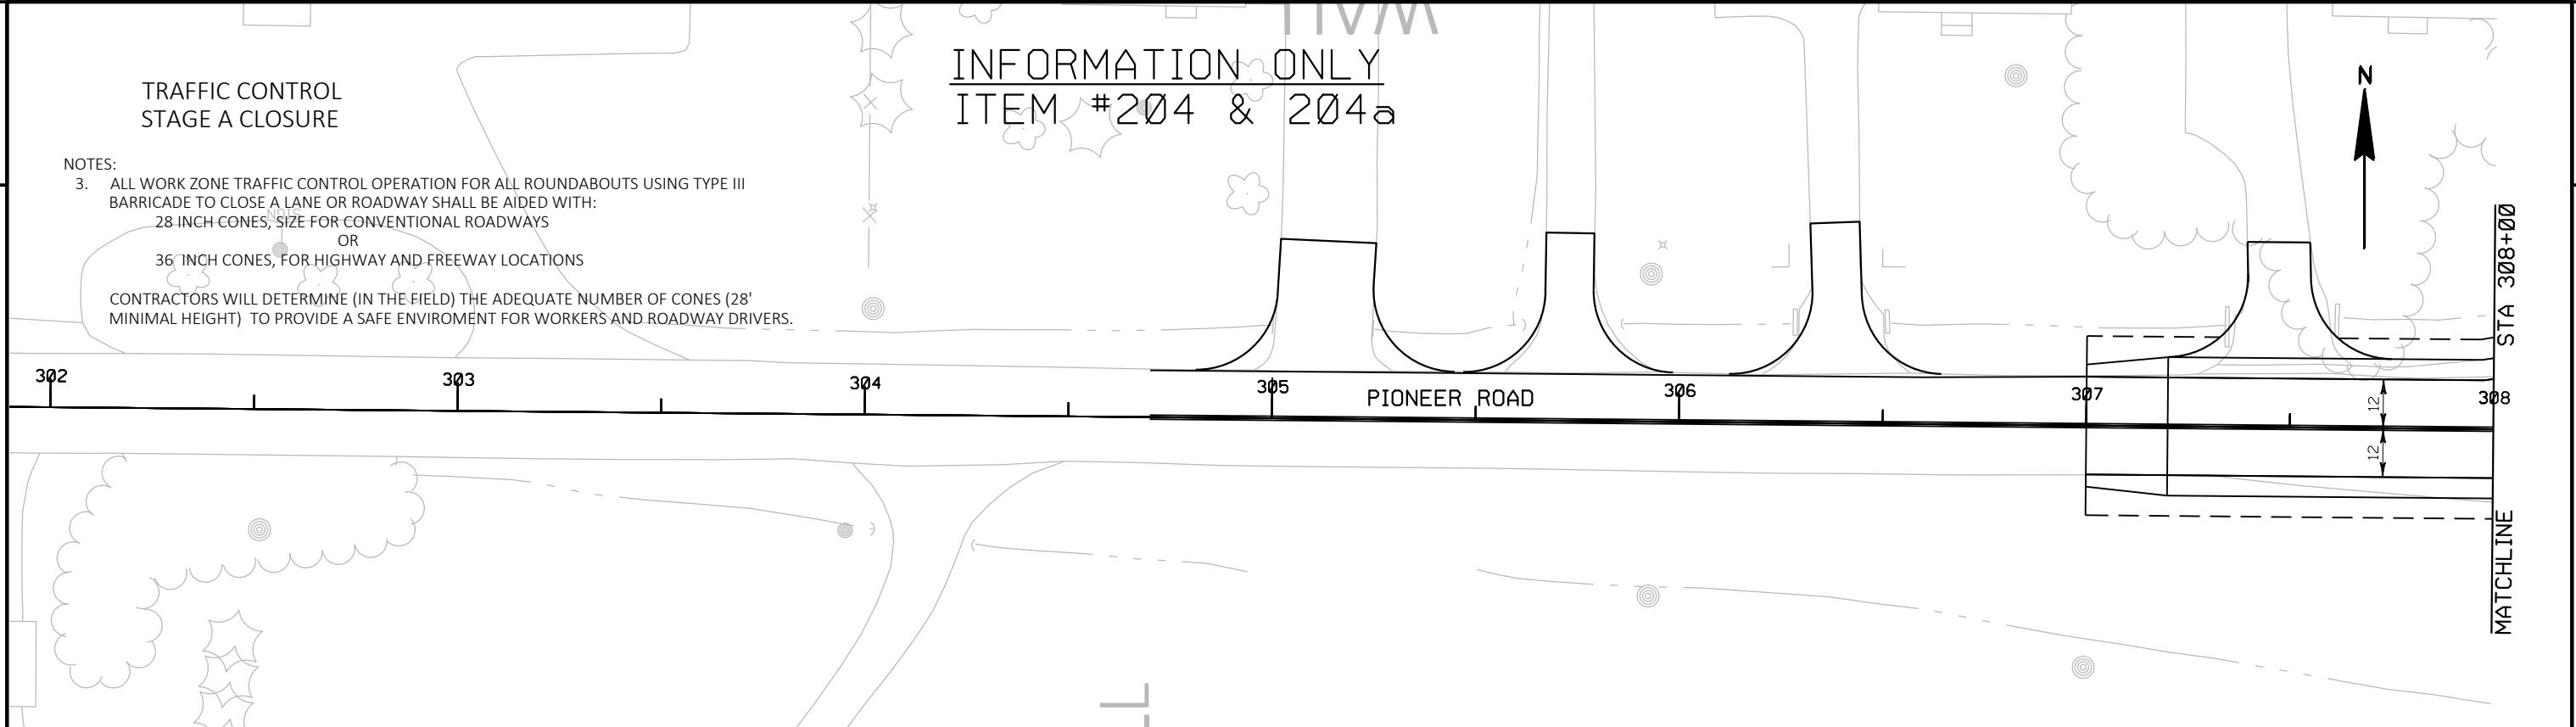 INFORMATION ONLY
ITEM #204 & 204a
TRAFFIC CONTROL
STAGE A CLOSURE
NOTES:
3. ALL WORK ZONE TRAFFIC CONTROL OPERATION FOR ALL ROUNDABOUTS USING TYPE III
BARRICADE TO CLOSE A LANE OR ROADWAY SHALL BE AIDED WITH:
28 INCH CONES, SIZE FOR CONVENTIONAL ROADWAYS
OR
36 INCH CONES, FOR HIGHWAY AND FREEWAY LOCATIONS
CONTRACTORS WILL DETERMINE (IN THE FIELD) THE ADEQUATE NUMBER OF CONES (28'
MINIMAL HEIGHT) TO PROVIDE A SAFE ENVIROMENT FOR WORKERS AND ROADWAY DRIVERS.
N
302
303
304
305
306
307
308
PIONEER ROAD
12
12
STA 308+00
MATCHLINE